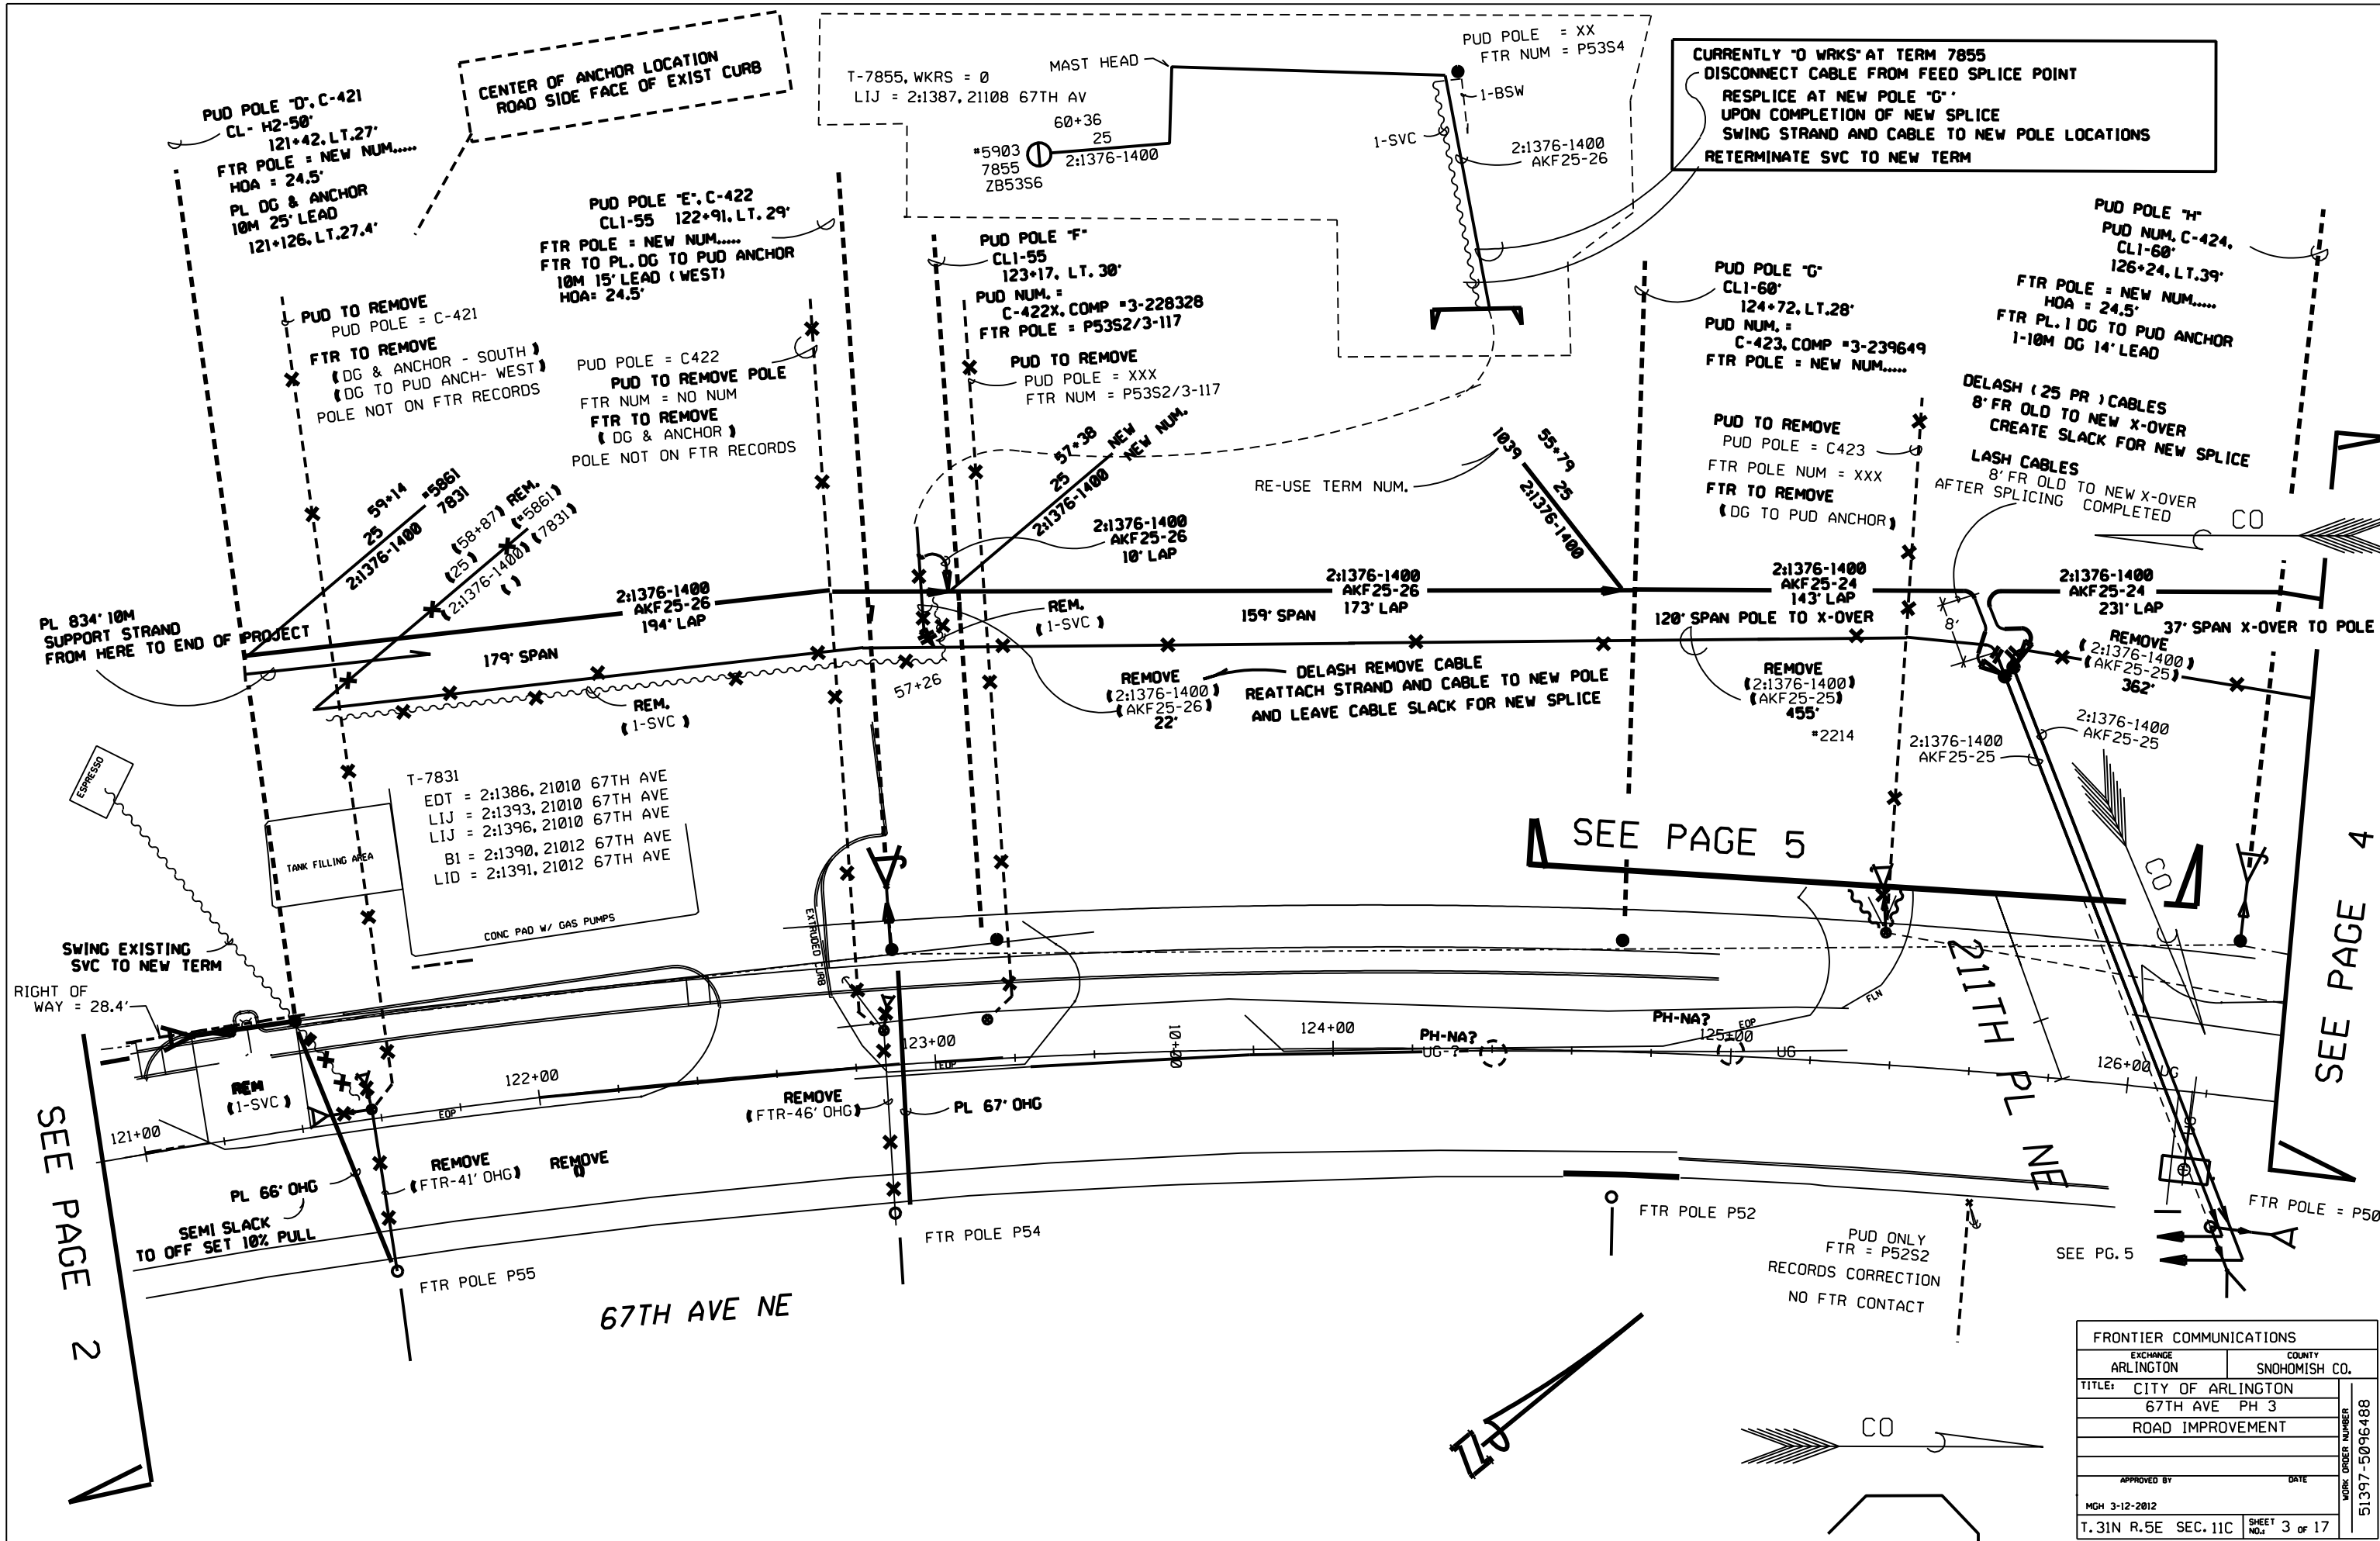 PUD POLE "D", C-421
CL- H2-50'
121+42, LT.27'
FTR POLE = NEW NUM.....
HOA = 24.5'
PL DG & ANCHOR
10M 25' LEAD
121+126, LT.27.4'
CENTER OF ANCHOR LOCATION
ROAD SIDE FACE OF EXIST CURB
T-7855, WKRS = 0
LIJ = 2:1387, 21108 67TH AV
MAST HEAD
60+36
25
2:1376-1400
#5903
7855
ZB53S6
PUD POLE = XX
FTR NUM = P53S4
1-BSW
1-SVC
2:1376-1400
AKF25-26
CURRENTLY "0 WRKS" AT TERM 7855
DISCONNECT CABLE FROM FEED SPLICE POINT
RESPLICE AT NEW POLE "G"'
UPON COMPLETION OF NEW SPLICE
SWING STRAND AND CABLE TO NEW POLE LOCATIONS
RETERMINATE SVC TO NEW TERM
PUD POLE "E", C-422
CL1-55 122+91, LT. 29'
FTR POLE = NEW NUM.....
FTR TO PL. DG TO PUD ANCHOR
10M 15' LEAD (WEST)
HOA= 24.5'
PUD POLE "F"
CL1-55
123+17, LT. 30'
PUD NUM. =
C-422X, COMP #3-228328
FTR POLE = P53S2/3-117
PUD TO REMOVE
PUD POLE = XXX
FTR NUM = P53S2/3-117
PUD POLE "G"
CL1-60'
124+72, LT.28'
PUD NUM. =
C-423, COMP #3-239649
FTR POLE = NEW NUM.....
PUD POLE "H"
PUD NUM. C-424,
CL1-60'
126+24, LT.39'
FTR POLE = NEW NUM.....
HOA = 24.5'
FTR PL. 1 DG TO PUD ANCHOR
1-10M DG 14' LEAD
PUD TO REMOVE
PUD POLE = C-421
FTR TO REMOVE
(DG & ANCHOR - SOUTH)
(DG TO PUD ANCH- WEST)
POLE NOT ON FTR RECORDS
PUD POLE = C422
PUD TO REMOVE POLE
FTR NUM = NO NUM
FTR TO REMOVE
(DG & ANCHOR)
POLE NOT ON FTR RECORDS
PUD TO REMOVE
PUD POLE = C423
FTR POLE NUM = XXX
FTR TO REMOVE
(DG TO PUD ANCHOR)
DELASH (25 PR) CABLES
8' FR OLD TO NEW X-OVER
CREATE SLACK FOR NEW SPLICE
LASH CABLES
8' FR OLD TO NEW X-OVER
AFTER SPLICING COMPLETED
CO
59+14
25
2:1376-1400
#5861
7831
(58+87) REM.
(25)
(2:1376-1400)
( )
(#5861)
(7831)
57+38
25
2:1376-1400
NEW
NEW NUM.
2:1376-1400
AKF25-26
10' LAP
RE-USE TERM NUM.
1039
55+79
25
2:1376-1400
PL 834' 10M
SUPPORT STRAND
FROM HERE TO END OF PROJECT
2:1376-1400
AKF25-26
194' LAP
179' SPAN
REM.
(1-SVC)
57+26
REM.
(1-SVC)
159' SPAN
2:1376-1400
AKF25-26
173' LAP
2:1376-1400
AKF25-24
143' LAP
120' SPAN POLE TO X-OVER
8'
2:1376-1400
AKF25-24
231' LAP
37' SPAN X-OVER TO POLE
REMOVE
(2:1376-1400)
(AKF25-25)
362'
REMOVE
(2:1376-1400)
(AKF25-26)
22'
DELASH REMOVE CABLE
REATTACH STRAND AND CABLE TO NEW POLE
AND LEAVE CABLE SLACK FOR NEW SPLICE
REMOVE
(2:1376-1400)
(AKF25-25)
455'
#2214
2:1376-1400
AKF25-25
2:1376-1400
AKF25-25
ESPRESSO
TANK FILLING AREA
T-7831
EDT = 2:1386, 21010 67TH AVE
LIJ = 2:1393, 21010 67TH AVE
LIJ = 2:1396, 21010 67TH AVE
B1 = 2:1390, 21012 67TH AVE
LID = 2:1391, 21012 67TH AVE
CONC PAD W/ GAS PUMPS
EXTRUDED CURB
SEE PAGE 5
CO
SEE PAGE 4
SWING EXISTING
SVC TO NEW TERM
RIGHT OF
WAY = 28.4'
REM
(1-SVC)
121+00
EOP
122+00
123+00
EOP
10+00
124+00
PH-NA?
UG-?
PH-NA?
125+00
EOP
UG
FLN
211TH PL NE
126+00 UG
REMOVE
(FTR-46' OHG)
PL 67' OHG
REMOVE
(FTR-41' OHG)
REMOVE
()
PL 66' OHG
SEMI SLACK
TO OFF SET 10% PULL
SEE PAGE 2
FTR POLE P55
FTR POLE P54
67TH AVE NE
FTR POLE P52
PUD ONLY
FTR = P52S2
RECORDS CORRECTION
NO FTR CONTACT
SEE PG. 5
FTR POLE = P50
CO
FRONTIER COMMUNICATIONS
EXCHANGE
ARLINGTON
COUNTY
SNOHOMISH CO.
TITLE: CITY OF ARLINGTON
67TH AVE PH 3
ROAD IMPROVEMENT
APPROVED BY
DATE
MGH 3-12-2012
WORK ORDER NUMBER
51397-5096488
T. 31N R.5E SEC. 11C
SHEET NO.: 3 OF 17